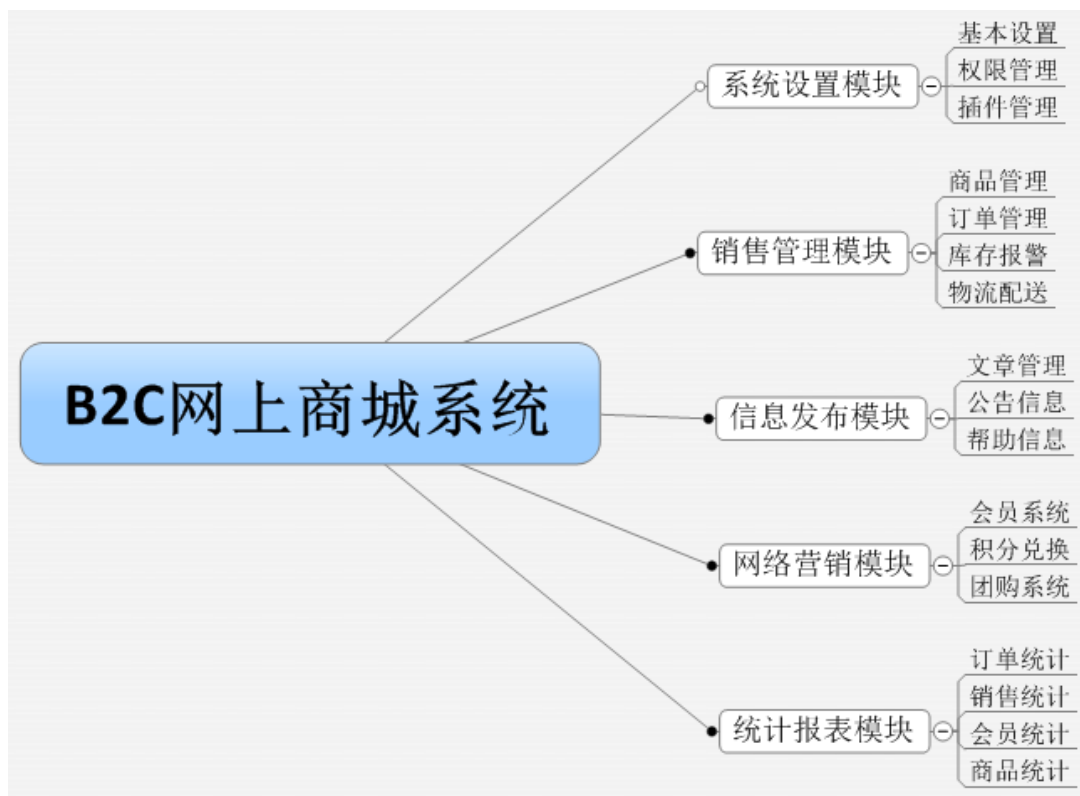 B2C网上商城系统
系统设置模块
基本设置
权限管理
插件管理
销售管理模块
商品管理
订单管理
库存报警
物流配送
信息发布模块
文章管理
公告信息
帮助信息
网络营销模块
会员系统
积分兑换
团购系统
统计报表模块
订单统计
销售统计
会员统计
商品统计